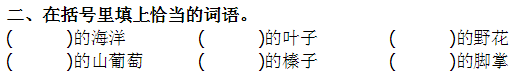 二、在括号里填上恰当的词语。
(　　　)的海洋　　　(　　　)的叶子　　　(　　　)的野花
(　　　)的山葡萄　　(　　　)的榛子　　　(　　　)的脚掌